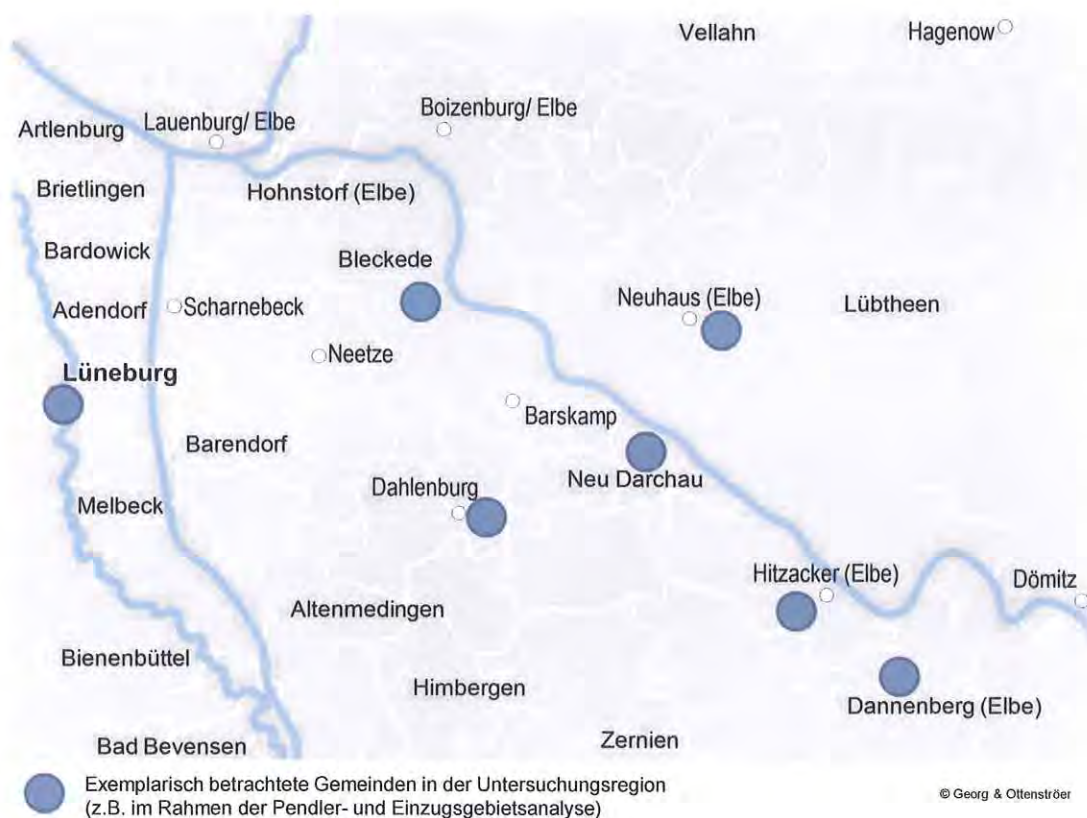 Vellahn
Hagenow
Artlenburg
Lauenburg/ Elbe
Boizenburg/ Elbe
Brietlingen
Hohnstorf (Elbe)
Bardowick
Bleckede
Adendorf
Scharnebeck
Neuhaus (Elbe)
Lübtheen
Neetze
Lüneburg
Barskamp
Barendorf
Neu Darchau
Dahlenburg
Melbeck
Hitzacker (Elbe)
Dömitz
Altenmedingen
Bienenbüttel
Himbergen
Dannenberg (Elbe)
Bad Bevensen
Zernien
Exemplarisch betrachtete Gemeinden in der Untersuchungsregion
(z.B. im Rahmen der Pendler- und Einzugsgebietsanalyse)
© Georg & Ottenströer